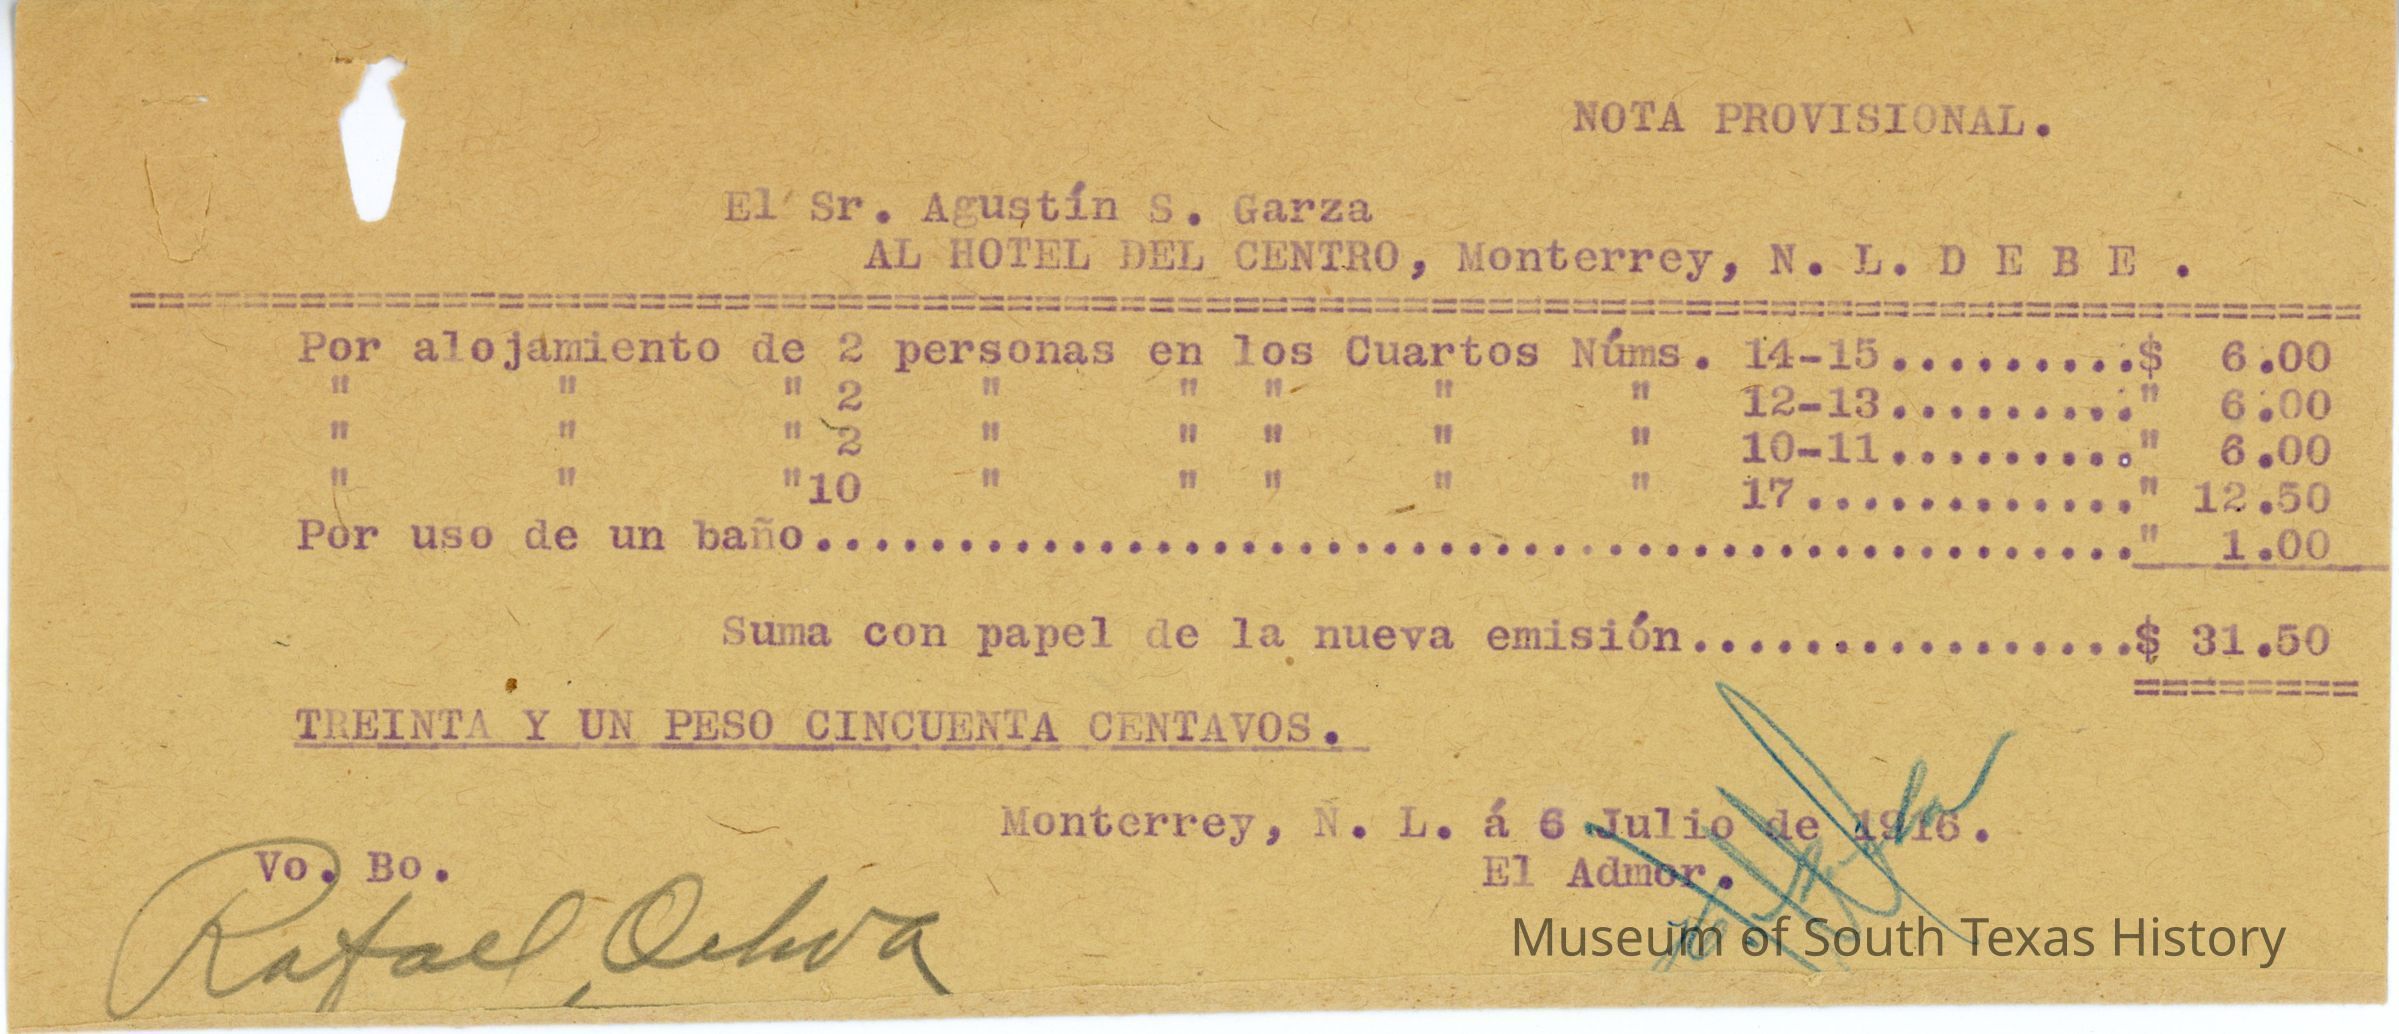 NOTA PROVISIONAL.
El Sr. Agustín S. Garza
AL HOTEL DEL CENTRO, Monterrey, N. L. D E B E .
================================================================================
Por alojamiento de 2 personas en los Cuartos Núms. 14-15.........$ 6.00
" " " 2 " " " " " 12-13.........." 6.00
" " " 2 " " " " " 10-11.........." 6.00
" " "10 " " " " " 17............" 12.50
Por uso de un baño..............................................." 1.00
Suma con papel de la nueva emisión................$ 31.50
========
TREINTA Y UN PESO CINCUENTA CENTAVOS.
Monterrey, N. L. á 6 Julio de 1916.
Vo. Bo.
El Admor.
Rafael Ochoa
Museum of South Texas History